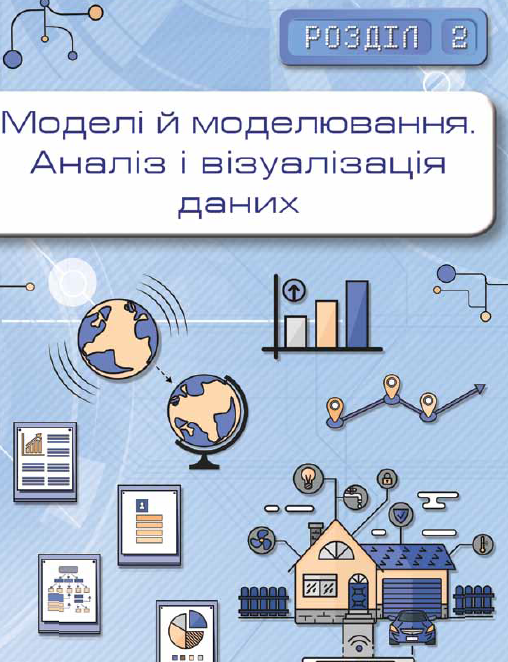 РОЗДІЛ 2
Моделі й моделювання.
Аналіз і візуалізація
даних